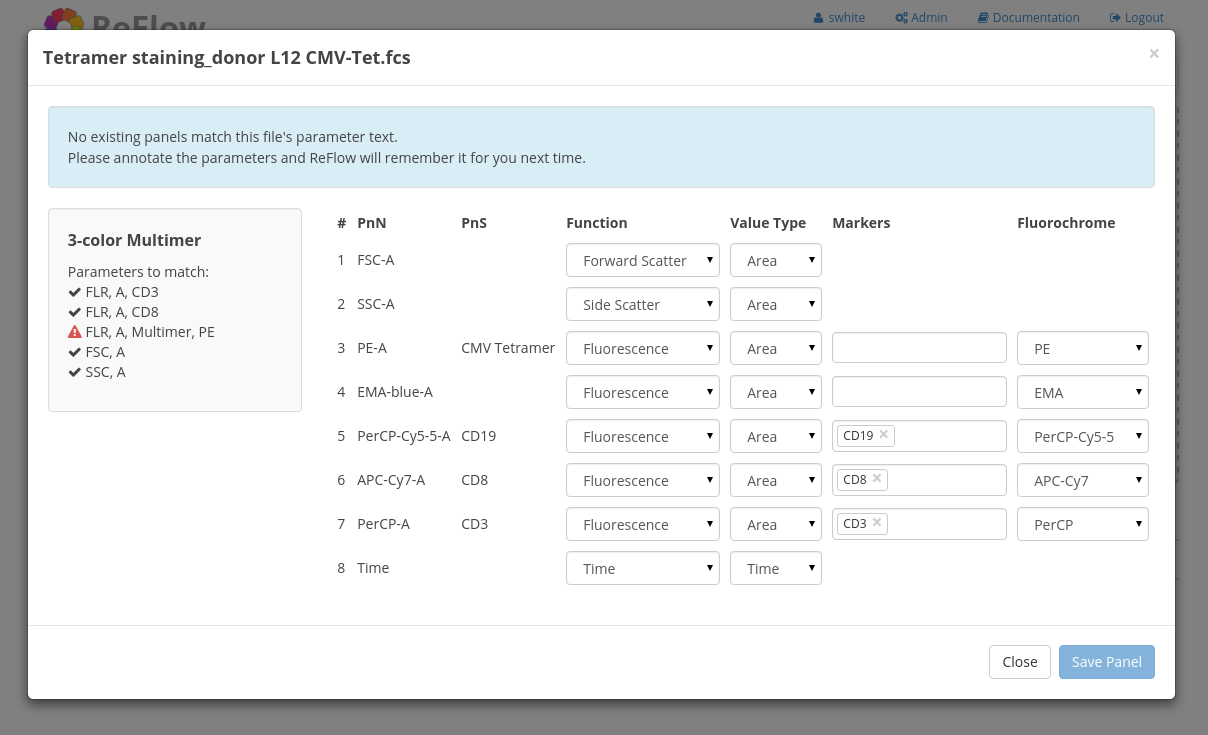 ReFlow
swhite Admin Documentation Logout
Tetramer staining_donor L12 CMV-Tet.fcs ×
No existing panels match this file's parameter text.
Please annotate the parameters and ReFlow will remember it for you next time.
3-color Multimer
Parameters to match:
FLR, A, CD3
FLR, A, CD8
FLR, A, Multimer, PE
FSC, A
SSC, A
# PnN PnS Function Value Type Markers Fluorochrome
1 FSC-A Forward Scatter Area
2 SSC-A Side Scatter Area
3 PE-A CMV Tetramer Fluorescence Area PE
4 EMA-blue-A Fluorescence Area EMA
5 PerCP-Cy5-5-A CD19 Fluorescence Area CD19 × PerCP-Cy5-5
6 APC-Cy7-A CD8 Fluorescence Area CD8 × APC-Cy7
7 PerCP-A CD3 Fluorescence Area CD3 × PerCP
8 Time Time Time
Close Save Panel